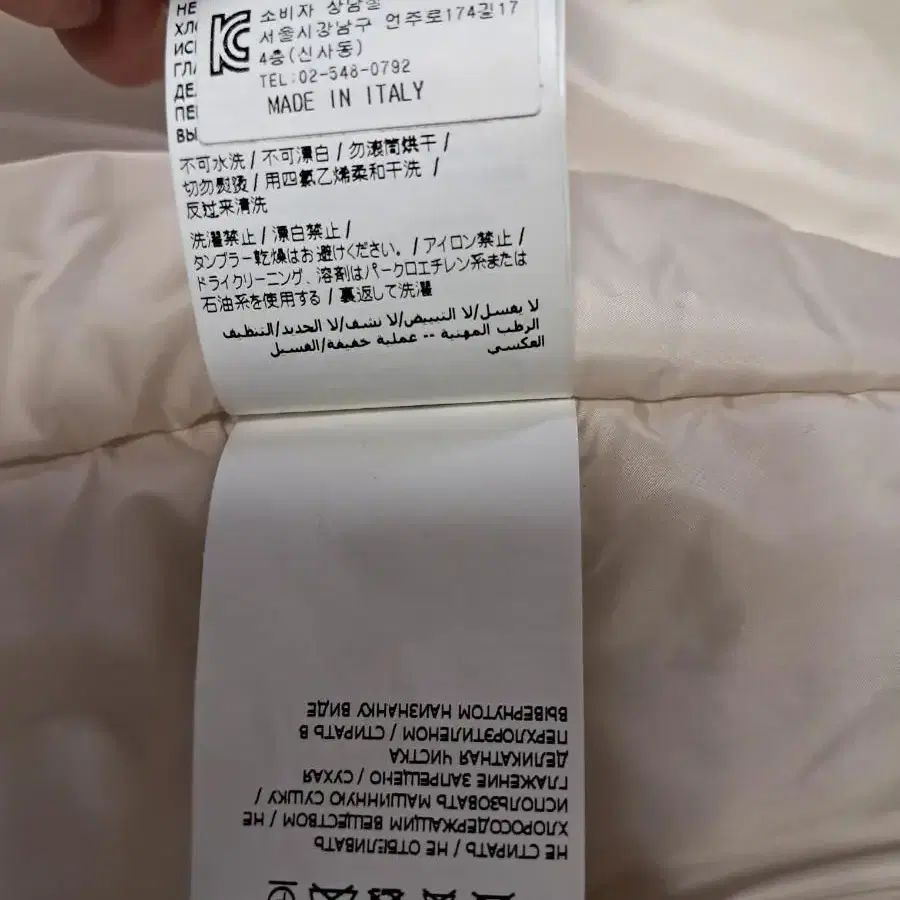 НЕ
ХЛО
ИСП
ГЛА
ДЕ
ПЕ
ВЫ
소비자 상담실
서울시강남구 언주로174길17
4층(신사동)
TEL:02-548-0792
MADE IN ITALY
不可水洗 / 不可漂白 / 勿滚筒烘干 /
切勿熨烫 / 用四氯乙烯柔和干洗 /
反过来清洗
洗濯禁止 / 漂白禁止 /
タンブラー乾燥はお避けください。 / アイロン禁止 /
ドライクリーニング、溶剤はパークロエチレン系または
石油系を使用する / 裏返して洗濯
لا يغسل/لا التبييض/لا نشف/لا الحديد/التنظيف
الرطب المهنية -- عملية خفيفة/الغسيل
العكسي
НЕ СТИРАТЬ / НЕ ОТБЕЛИВАТЬ
ХЛОРОСОДЕРЖАЩИМ ВЕЩЕСТВОМ / НЕ
ИСПОЛЬЗОВАТЬ МАШИННУЮ СУШКУ /
ГЛАЖЕНИЕ ЗАПРЕЩЕНО / СУХАЯ
ДЕЛИКАТНАЯ ЧИСТКА
ПЕРХЛОРЭТИЛЕНОМ / СТИРАТЬ В
ВЫВЕРНУТОМ НАИЗНАНКУ ВИДЕ